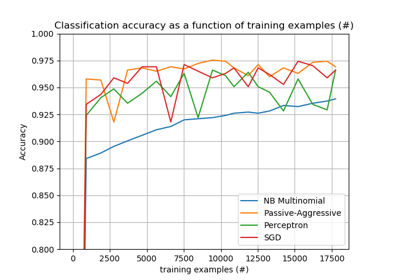 Classification accuracy as a function of training examples (#)
1.000
0.975
0.950
0.925
0.900
0.875
0.850
0.825
0.800
Accuracy
NB Multinomial
Passive-Aggressive
Perceptron
SGD
0 2500 5000 7500 10000 12500 15000 17500
training examples (#)